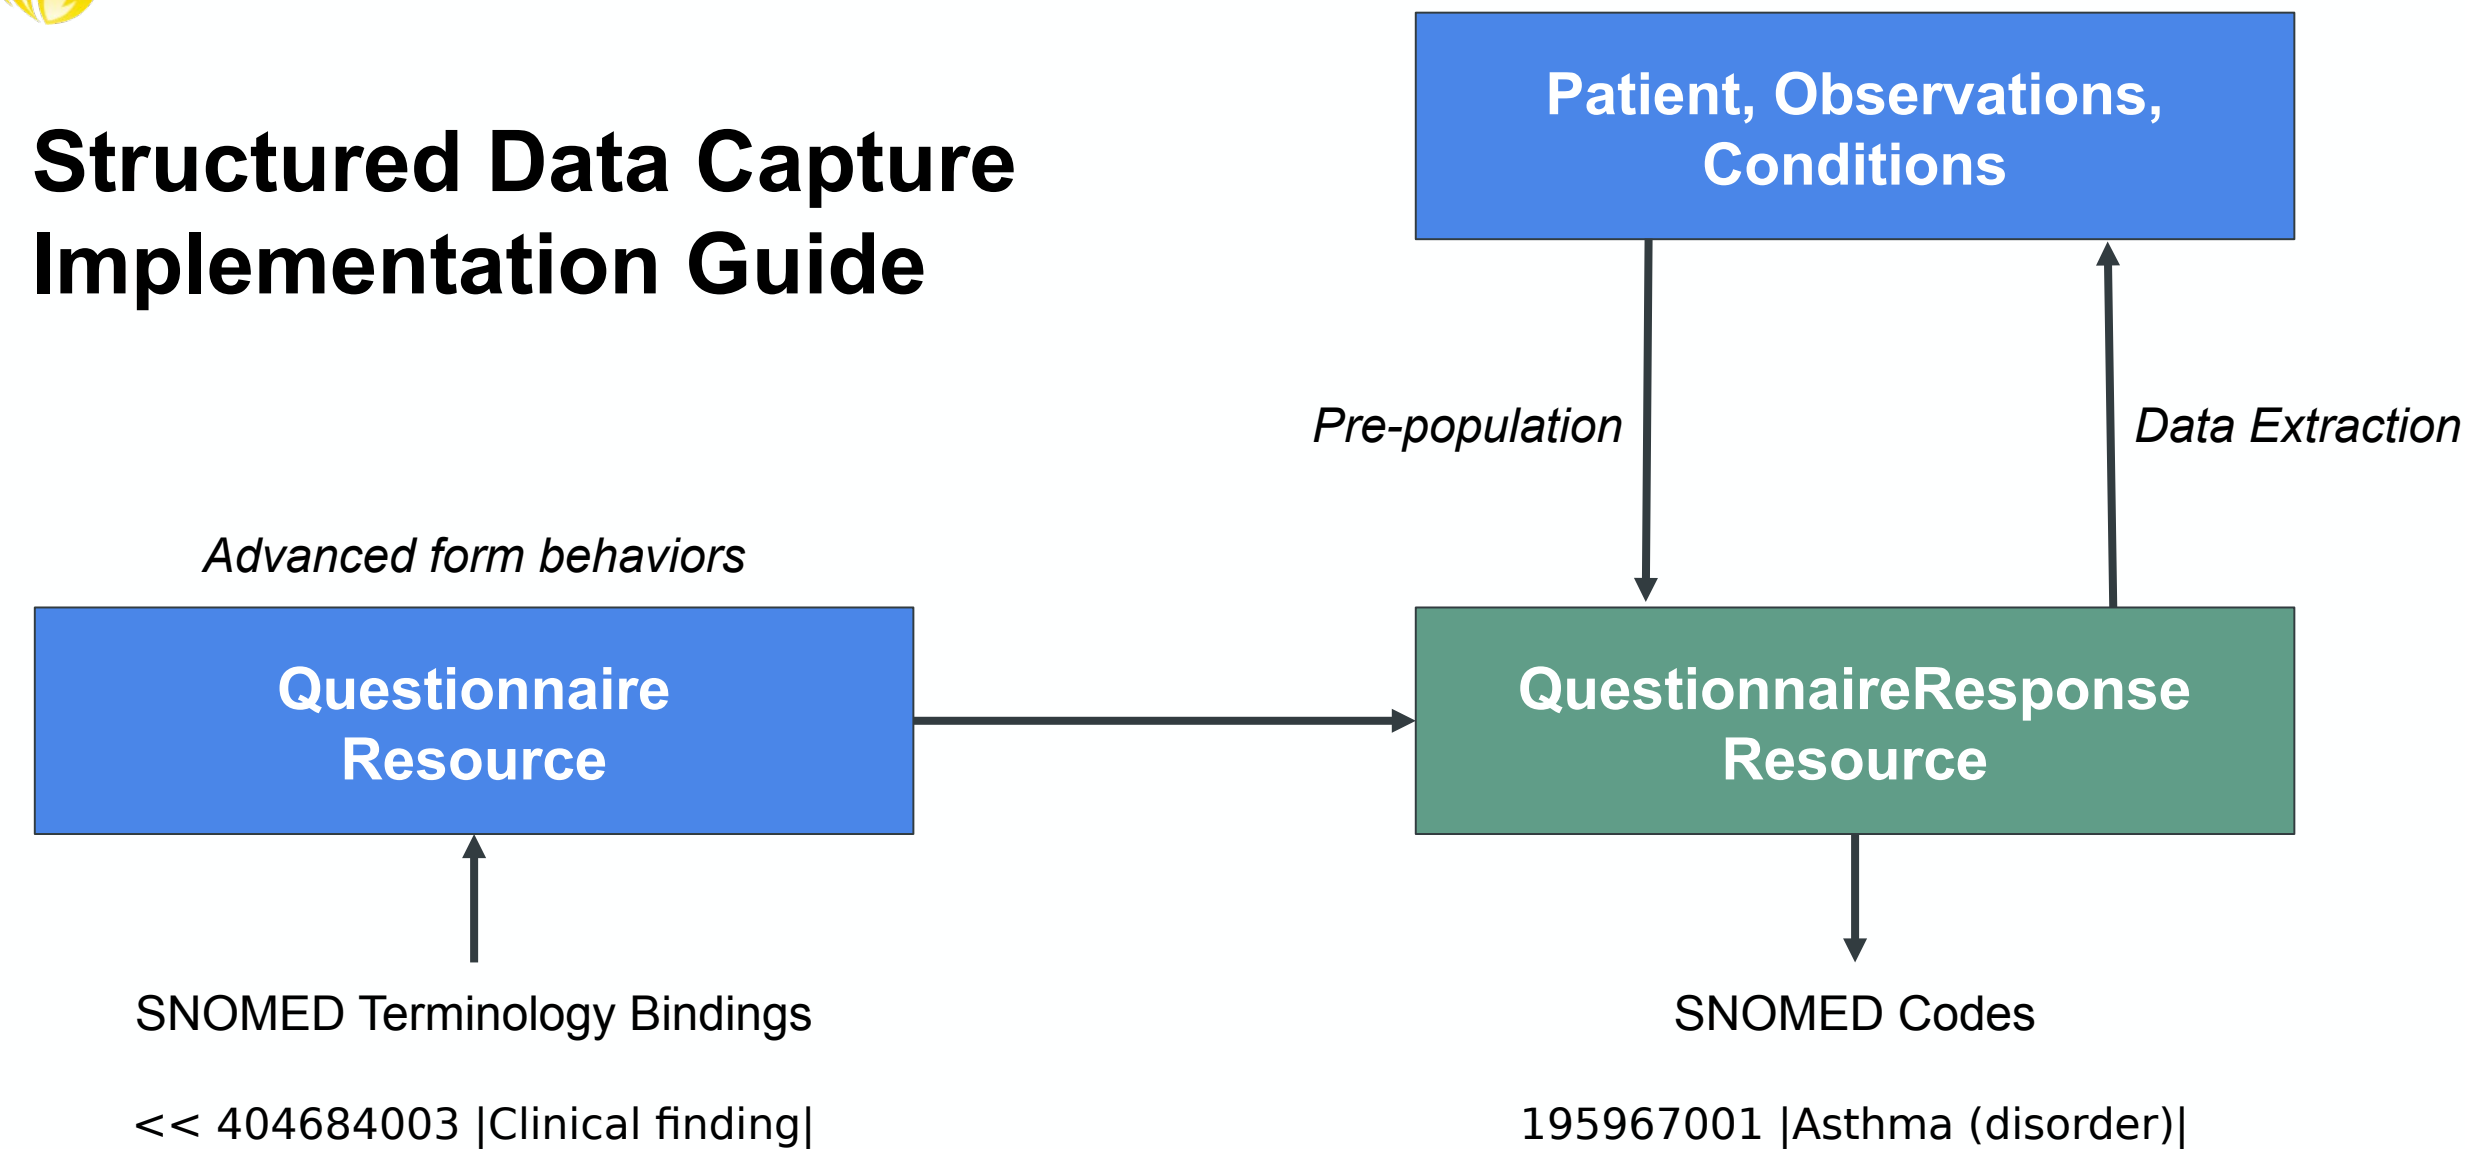 Structured Data Capture
Implementation Guide
Patient, Observations,
Conditions
Pre-population
Data Extraction
Advanced form behaviors
Questionnaire
Resource
QuestionnaireResponse
Resource
SNOMED Terminology Bindings
<< 404684003 |Clinical finding|
SNOMED Codes
195967001 |Asthma (disorder)|